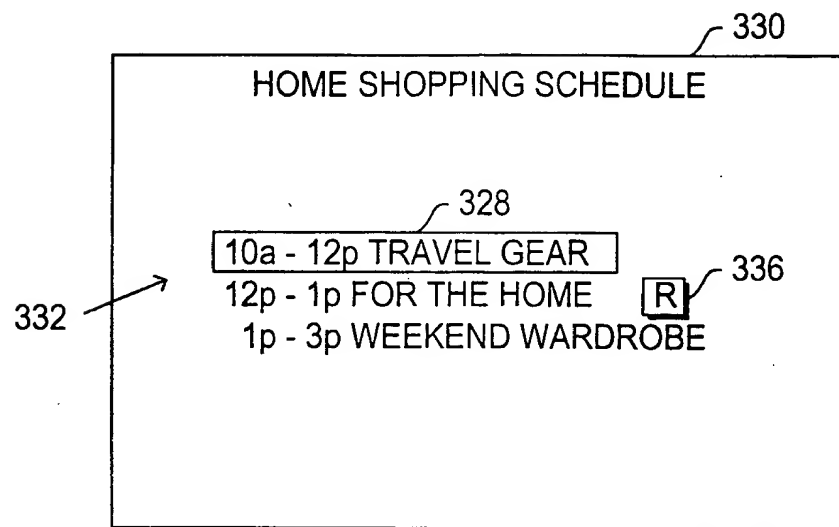 330
HOME SHOPPING SCHEDULE
328
10a - 12p TRAVEL GEAR
336
12p - 1p FOR THE HOME R
332
1p - 3p WEEKEND WARDROBE